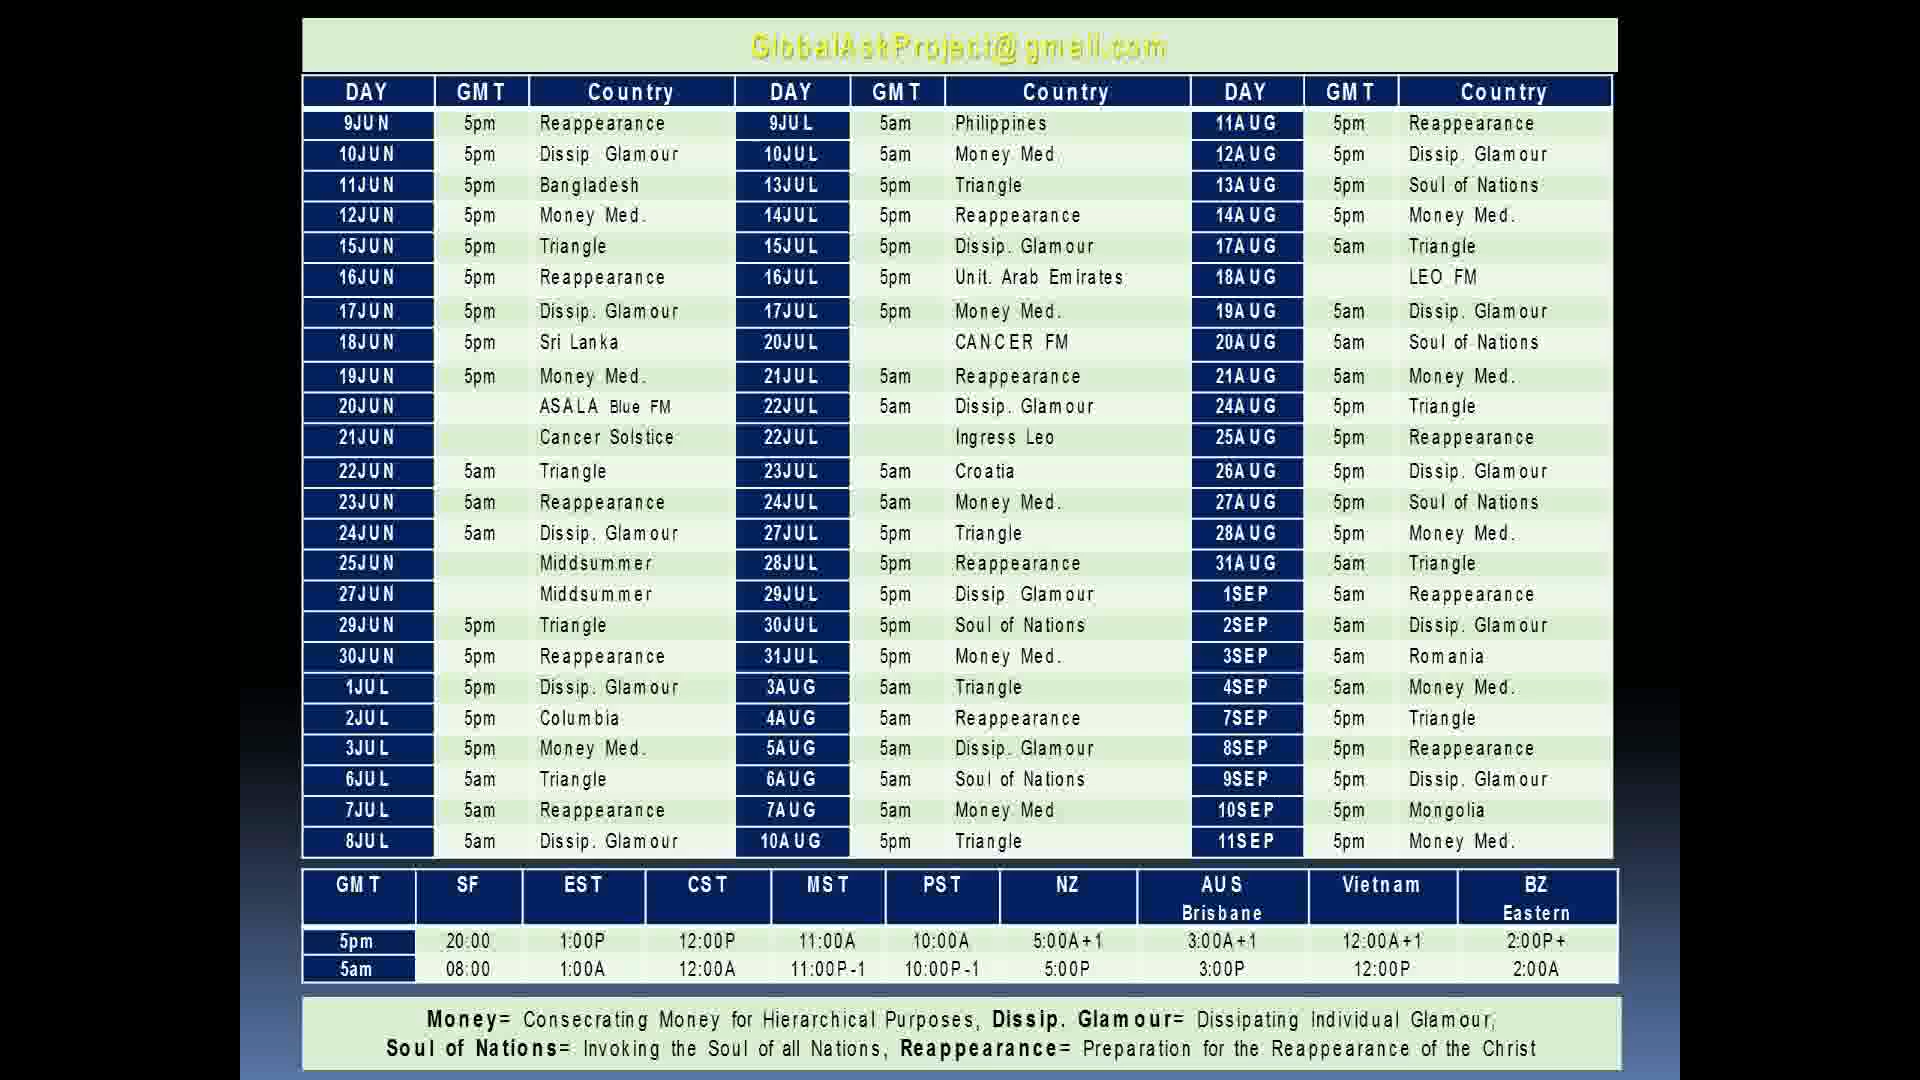 GlobalAskProject@gmail.com
DAY GMT Country DAY GMT Country DAY GMT Country
9JUN 5pm Reappearance 9JUL 5am Philippines 11AUG 5pm Reappearance
10JUN 5pm Dissip Glamour 10JUL 5am Money Med 12AUG 5pm Dissip. Glamour
11JUN 5pm Bangladesh 13JUL 5pm Triangle 13AUG 5pm Soul of Nations
12JUN 5pm Money Med. 14JUL 5pm Reappearance 14AUG 5pm Money Med.
15JUN 5pm Triangle 15JUL 5pm Dissip. Glamour 17AUG 5am Triangle
16JUN 5pm Reappearance 16JUL 5pm Unit. Arab Emirates 18AUG LEO FM
17JUN 5pm Dissip. Glamour 17JUL 5pm Money Med. 19AUG 5am Dissip. Glamour
18JUN 5pm Sri Lanka 20JUL CANCER FM 20AUG 5am Soul of Nations
19JUN 5pm Money Med. 21JUL 5am Reappearance 21AUG 5am Money Med.
20JUN ASALA Blue FM 22JUL 5am Dissip. Glamour 24AUG 5pm Triangle
21JUN Cancer Solstice 22JUL Ingress Leo 25AUG 5pm Reappearance
22JUN 5am Triangle 23JUL 5am Croatia 26AUG 5pm Dissip. Glamour
23JUN 5am Reappearance 24JUL 5am Money Med. 27AUG 5pm Soul of Nations
24JUN 5am Dissip. Glamour 27JUL 5pm Triangle 28AUG 5pm Money Med.
25JUN Middsummer 28JUL 5pm Reappearance 31AUG 5am Triangle
27JUN Middsummer 29JUL 5pm Dissip Glamour 1SEP 5am Reappearance
29JUN 5pm Triangle 30JUL 5pm Soul of Nations 2SEP 5am Dissip. Glamour
30JUN 5pm Reappearance 31JUL 5pm Money Med. 3SEP 5am Romania
1JUL 5pm Dissip. Glamour 3AUG 5am Triangle 4SEP 5am Money Med.
2JUL 5pm Columbia 4AUG 5am Reappearance 7SEP 5pm Triangle
3JUL 5pm Money Med. 5AUG 5am Dissip. Glamour 8SEP 5pm Reappearance
6JUL 5am Triangle 6AUG 5am Soul of Nations 9SEP 5pm Dissip. Glamour
7JUL 5am Reappearance 7AUG 5am Money Med 10SEP 5pm Mongolia
8JUL 5am Dissip. Glamour 10AUG 5pm Triangle 11SEP 5pm Money Med.
GMT SF EST CST MST PST NZ AUS Vietnam BZ
Brisbane Eastern
5pm 20:00 1:00P 12:00P 11:00A 10:00A 5:00A+1 3:00A+1 12:00A+1 2:00P+
5am 08:00 1:00A 12:00A 11:00P-1 10:00P-1 5:00P 3:00P 12:00P 2:00A
Money= Consecrating Money for Hierarchical Purposes, Dissip. Glamour= Dissipating Individual Glamour,
Soul of Nations= Invoking the Soul of all Nations, Reappearance= Preparation for the Reappearance of the Christ